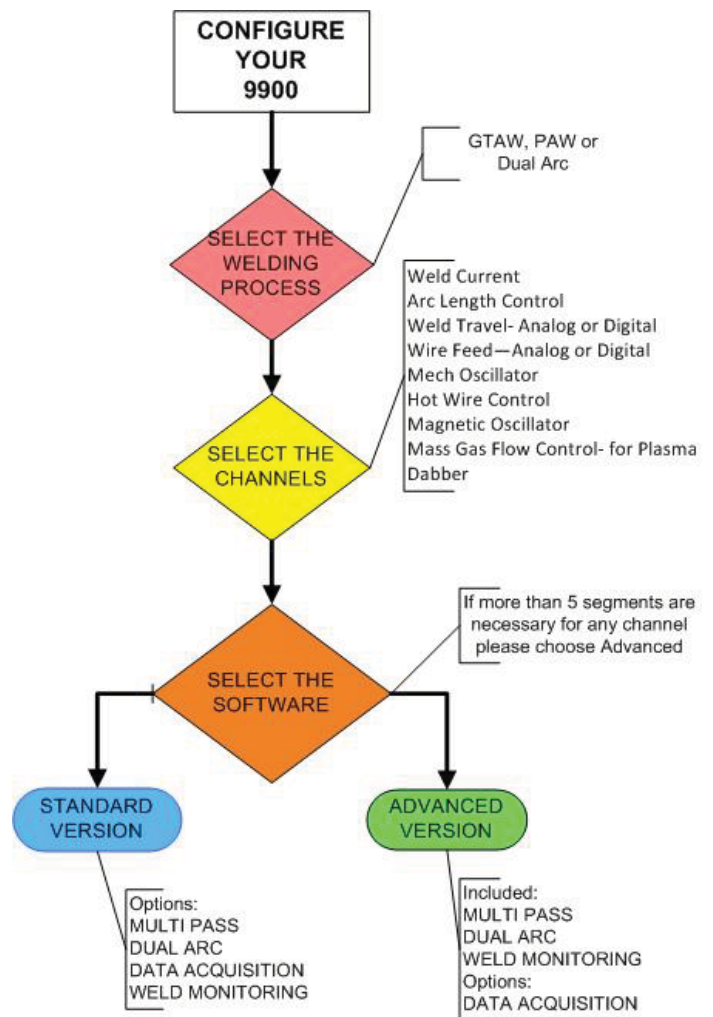 CONFIGURE
YOUR
9900
GTAW, PAW or
Dual Arc
SELECT THE
WELDING
PROCESS
Weld Current
Arc Length Control
Weld Travel- Analog or Digital
Wire Feed—Analog or Digital
Mech Oscillator
Hot Wire Control
Magnetic Oscillator
Mass Gas Flow Control- for Plasma
Dabber
SELECT THE
CHANNELS
If more than 5 segments are
necessary for any channel
please choose Advanced
SELECT THE
SOFTWARE
STANDARD
VERSION
ADVANCED
VERSION
Options:
MULTI PASS
DUAL ARC
DATA ACQUISITION
WELD MONITORING
Included:
MULTI PASS
DUAL ARC
WELD MONITORING
Options:
DATA ACQUISITION